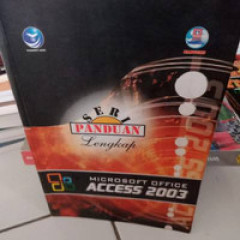 SERI
PANDUAN
Lengkap
MICROSOFT OFFICE
ACCESS 2003